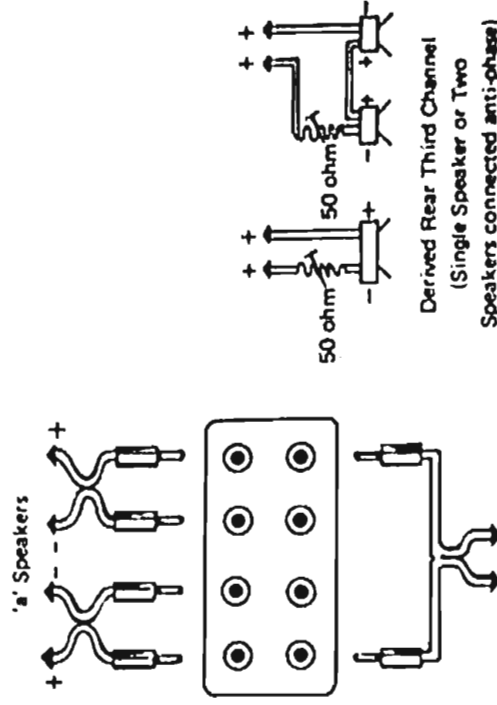 'a' Speakers
+ - - +
+ +
50 ohm
- +
+ +
50 ohm
- + + -
Derived Rear Third Channel
(Single Speaker or Two
Speakers connected anti-phase)